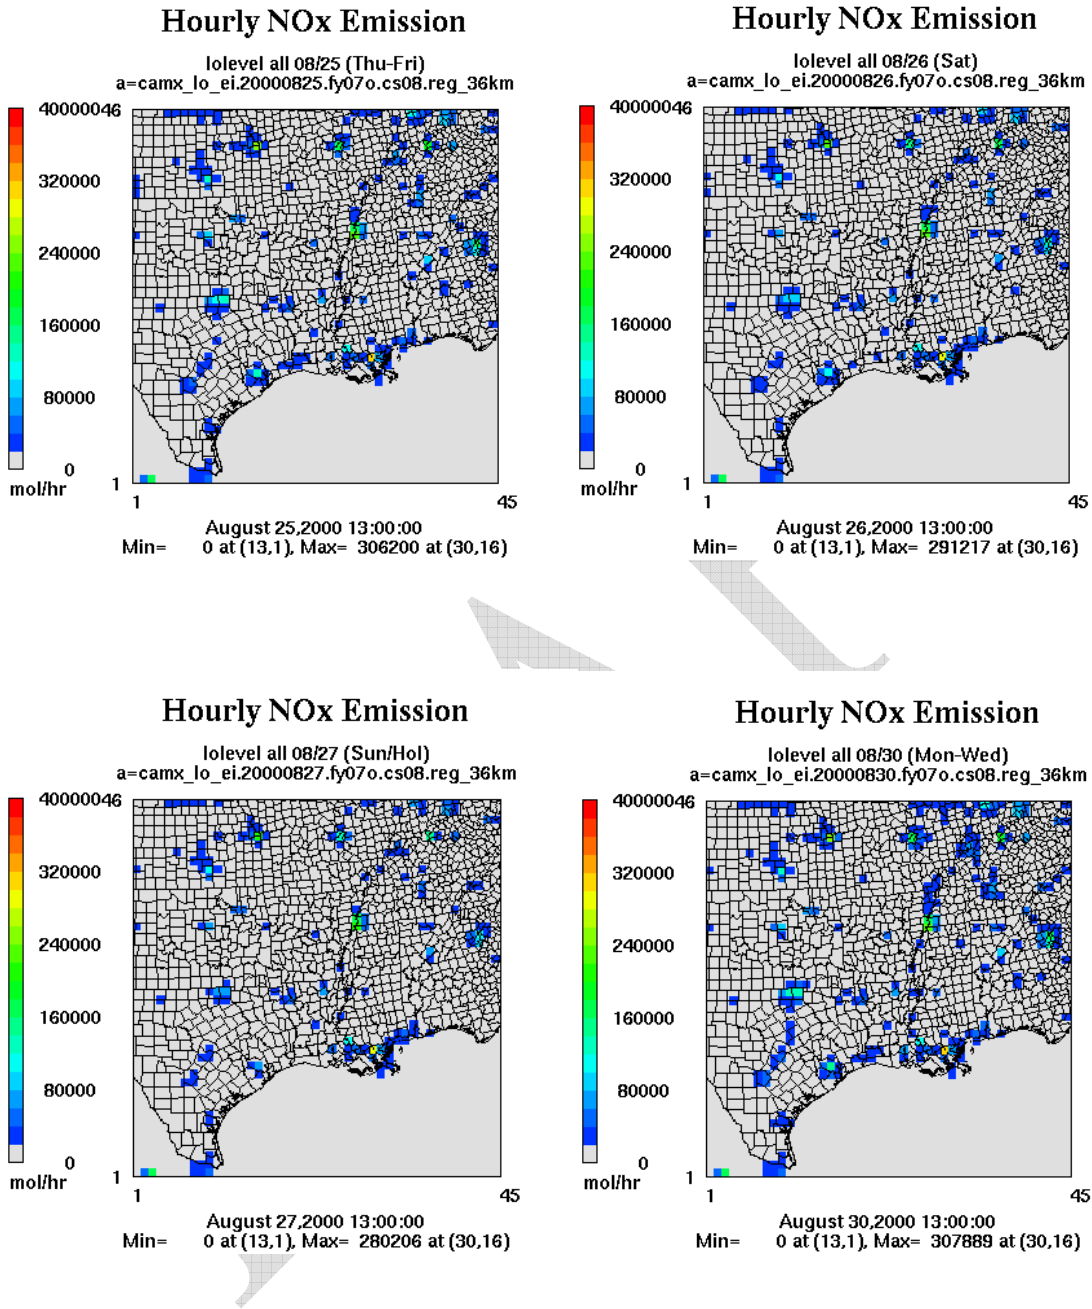 Hourly NOx Emission
lolevel all 08/25 (Thu-Fri)
a=camx_lo_ei.20000825.fy07o.cs08.reg_36km
400000
46
320000
240000
160000
80000
0
mol/hr
1
1
45
August 25,2000 13:00:00
Min= 0 at (13,1), Max= 306200 at (30,16)
Hourly NOx Emission
lolevel all 08/26 (Sat)
a=camx_lo_ei.20000826.fy07o.cs08.reg_36km
400000
46
320000
240000
160000
80000
0
mol/hr
1
1
45
August 26,2000 13:00:00
Min= 0 at (13,1), Max= 291217 at (30,16)
Hourly NOx Emission
lolevel all 08/27 (Sun/Hol)
a=camx_lo_ei.20000827.fy07o.cs08.reg_36km
400000
46
320000
240000
160000
80000
0
mol/hr
1
1
45
August 27,2000 13:00:00
Min= 0 at (13,1), Max= 280206 at (30,16)
Hourly NOx Emission
lolevel all 08/30 (Mon-Wed)
a=camx_lo_ei.20000830.fy07o.cs08.reg_36km
400000
46
320000
240000
160000
80000
0
mol/hr
1
1
45
August 30,2000 13:00:00
Min= 0 at (13,1), Max= 307889 at (30,16)